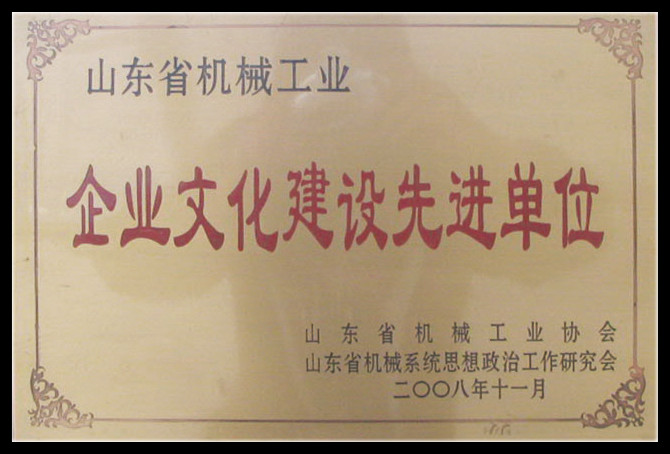 山东省机械工业
企业文化建设先进单位
山东省机械工业协会
山东省机械系统思想政治工作研究会
二〇〇八年十一月